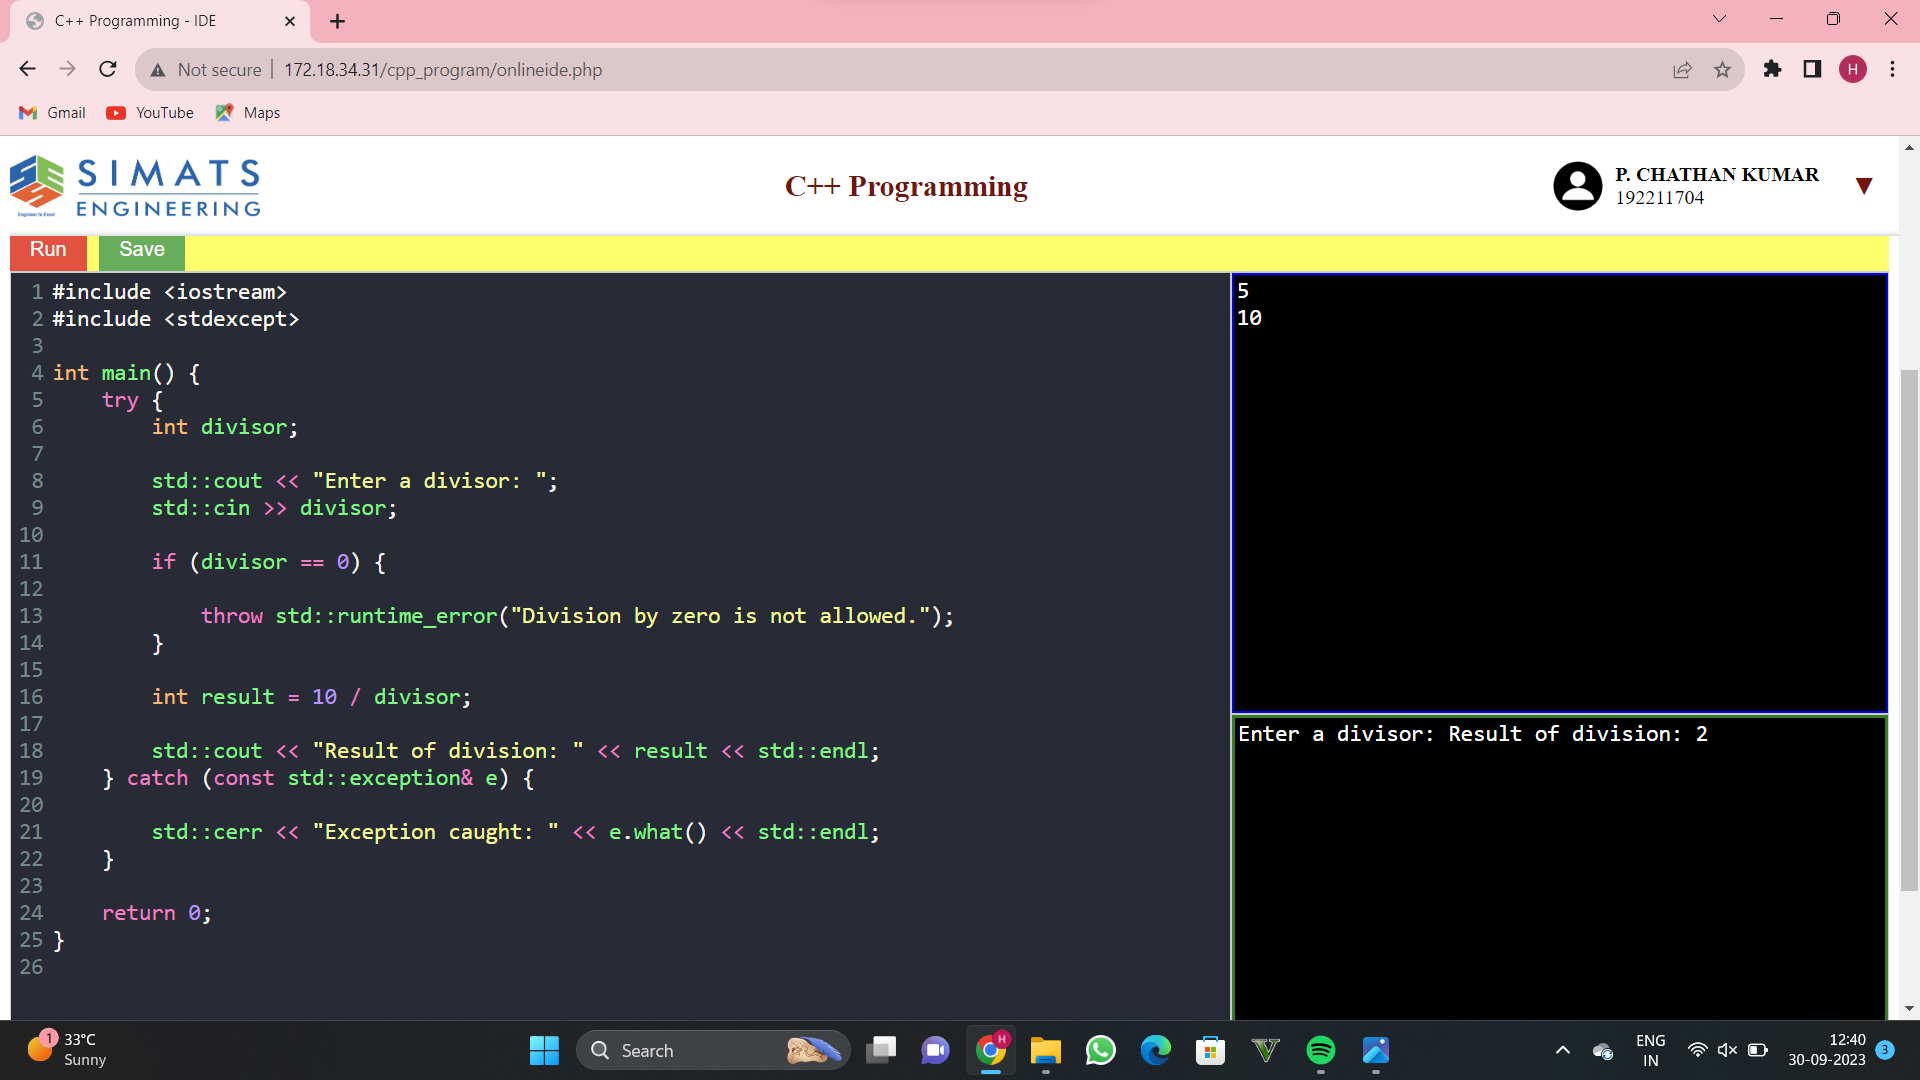 C++ Programming - IDE
Not secure
172.18.34.31/cpp_program/onlineide.php
H
Gmail
YouTube
Maps
SIMATS
ENGINEERING
Engineer to Excel
C++ Programming
P. CHATHAN KUMAR
192211704
Run
Save
1 #include <iostream>
2 #include <stdexcept>
3
4 int main() {
5     try {
6         int divisor;
7
8         std::cout << "Enter a divisor: ";
9         std::cin >> divisor;
10
11         if (divisor == 0) {
12
13             throw std::runtime_error("Division by zero is not allowed.");
14         }
15
16         int result = 10 / divisor;
17
18         std::cout << "Result of division: " << result << std::endl;
19     } catch (const std::exception& e) {
20
21         std::cerr << "Exception caught: " << e.what() << std::endl;
22     }
23
24     return 0;
25 }
26
5
10
Enter a divisor: Result of division: 2
1
33°C
Sunny
Search
H
ENG
IN
12:40
30-09-2023
3